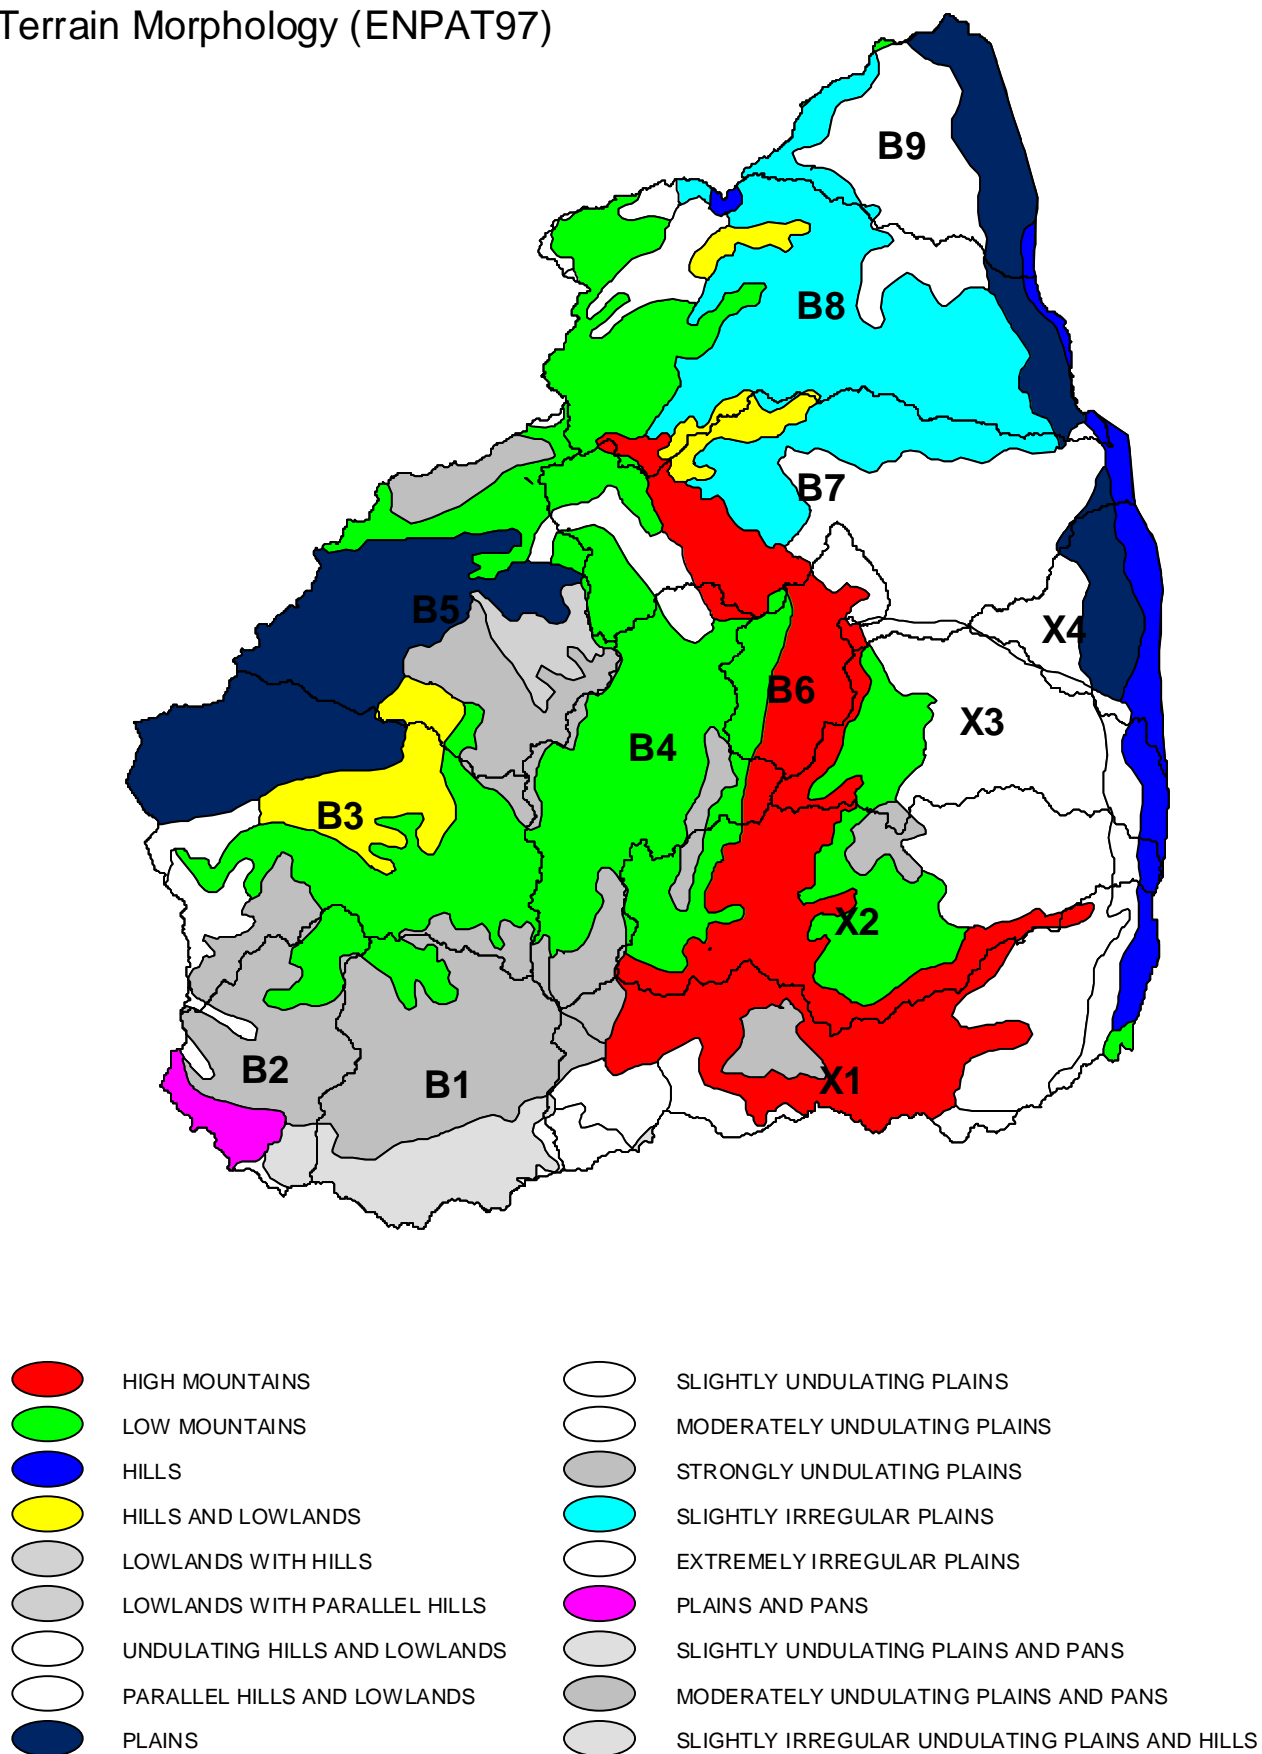 Terrain Morphology (ENPAT97)
B9
B8
B7
B5
X4
B6
X3
B4
B3
X2
B2
B1
X1
HIGH MOUNTAINS
LOW MOUNTAINS
HILLS
HILLS AND LOWLANDS
LOWLANDS WITH HILLS
LOWLANDS WITH PARALLEL HILLS
UNDULATING HILLS AND LOWLANDS
PARALLEL HILLS AND LOWLANDS
PLAINS
SLIGHTLY UNDULATING PLAINS
MODERATELY UNDULATING PLAINS
STRONGLY UNDULATING PLAINS
SLIGHTLY IRREGULAR PLAINS
EXTREMELY IRREGULAR PLAINS
PLAINS AND PANS
SLIGHTLY UNDULATING PLAINS AND PANS
MODERATELY UNDULATING PLAINS AND PANS
SLIGHTLY IRREGULAR UNDULATING PLAINS AND HILLS